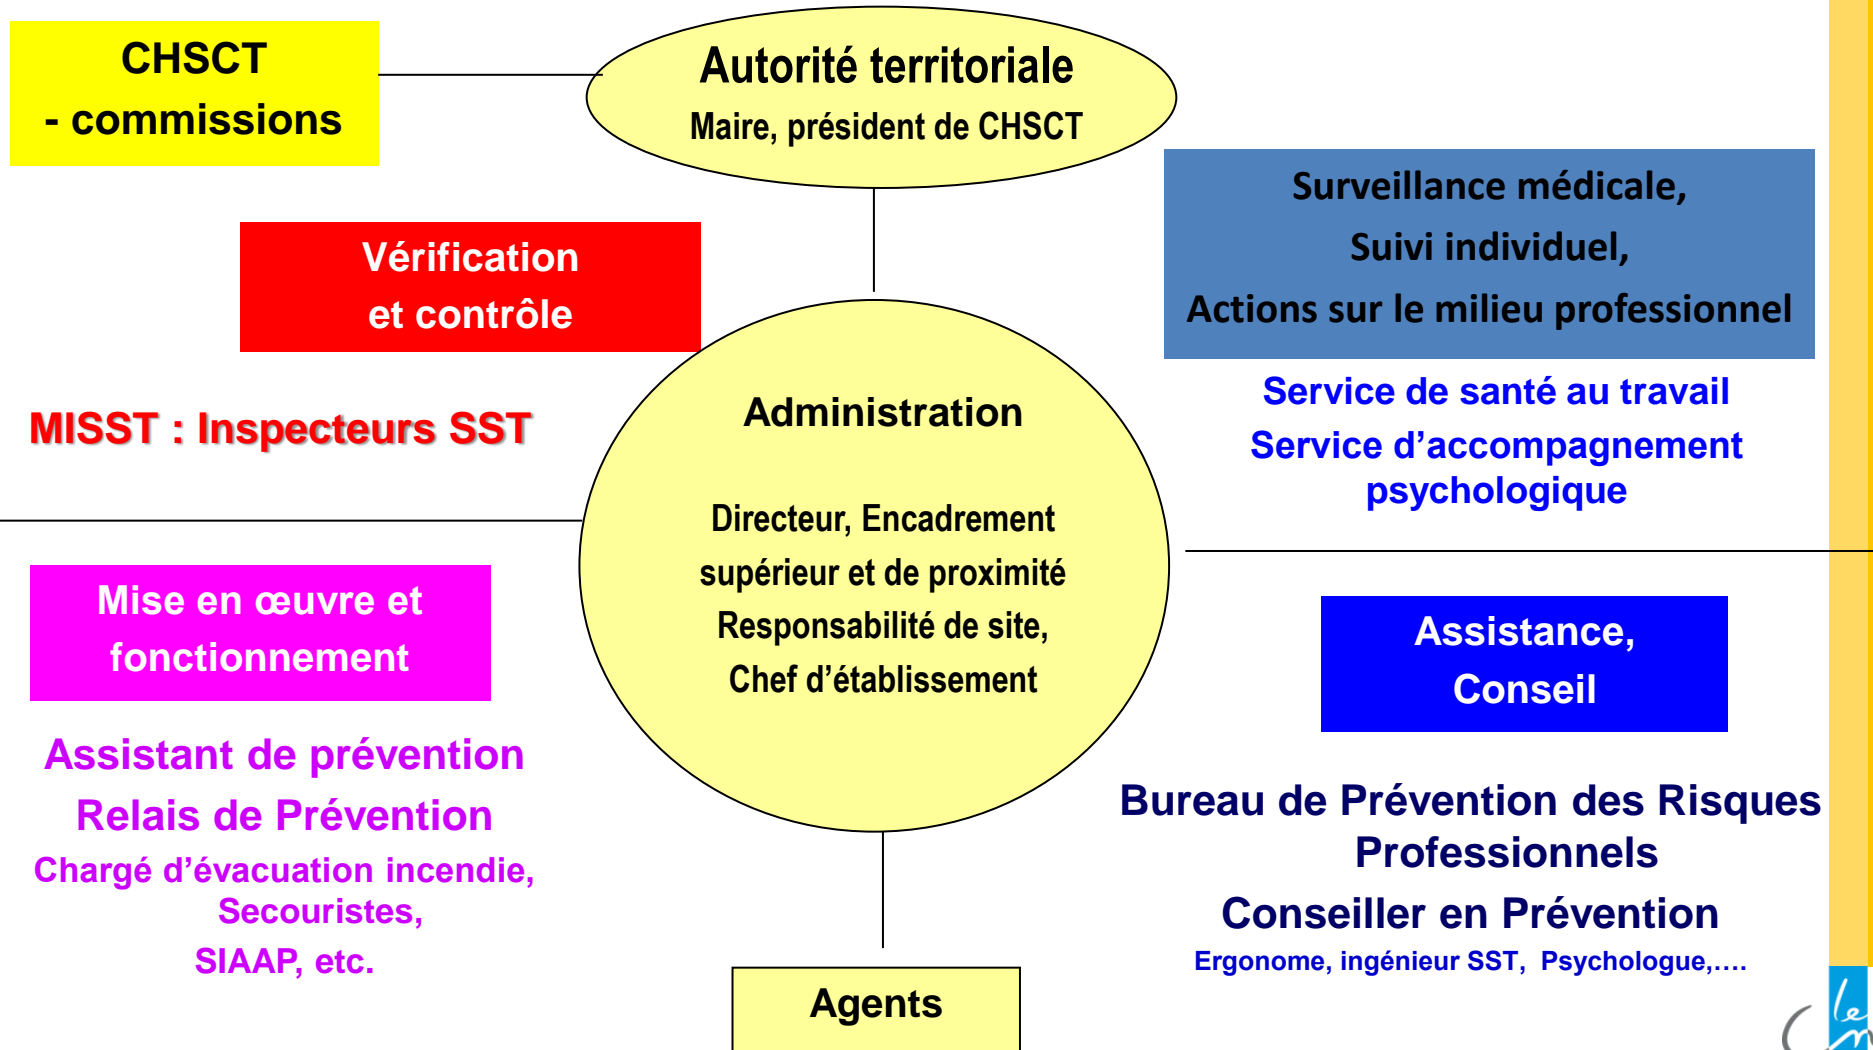 CHSCT
- commissions
Autorité territoriale
Maire, président de CHSCT
Vérification
et contrôle
MISST : Inspecteurs SST
Surveillance médicale,
Suivi individuel,
Actions sur le milieu professionnel
Service de santé au travail
Service d’accompagnement
psychologique
Administration
Directeur, Encadrement
supérieur et de proximité
Responsabilité de site,
Chef d’établissement
Mise en œuvre et
fonctionnement
Assistant de prévention
Relais de Prévention
Chargé d’évacuation incendie,
Secouristes,
SIAAP, etc.
Assistance,
Conseil
Bureau de Prévention des Risques
Professionnels
Conseiller en Prévention
Ergonome, ingénieur SST, Psychologue,....
Agents
le